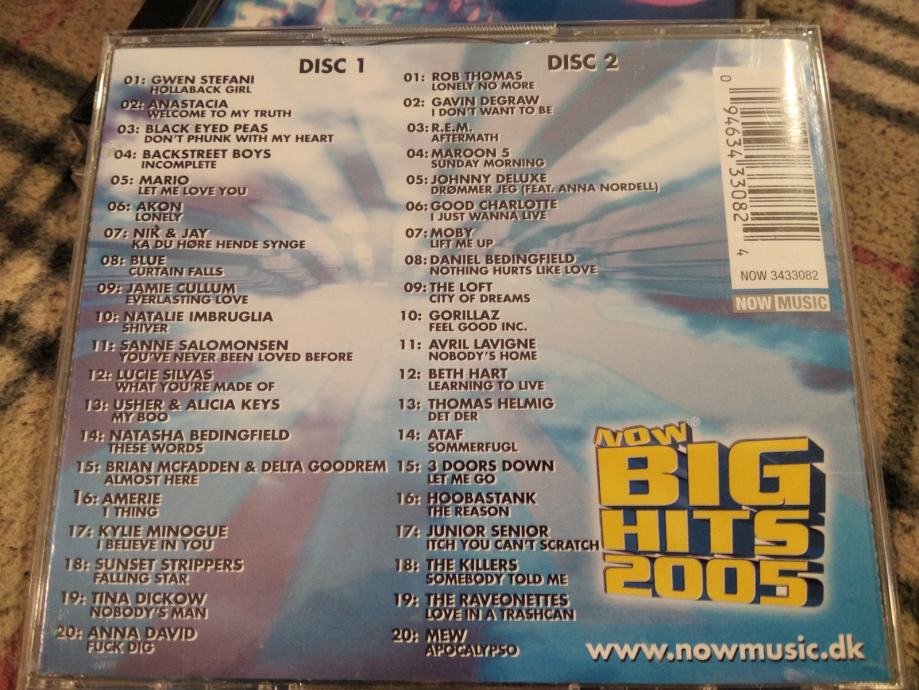 DISC 1
01: GWEN STEFANI
HOLLABACK GIRL
02: ANASTACIA
WELCOME TO MY TRUTH
03: BLACK EYED PEAS
DON'T PHUNK WITH MY HEART
04: BACKSTREET BOYS
INCOMPLETE
05: MARIO
LET ME LOVE YOU
06: AKON
LONELY
07: NIK & JAY
KA DU HØRE HENDE SYNGE
08: BLUE
CURTAIN FALLS
09: JAMIE CULLUM
EVERLASTING LOVE
10: NATALIE IMBRUGLIA
SHIVER
11: SANNE SALOMONSEN
YOU'VE NEVER BEEN LOVED BEFORE
12: LUCIE SILVAS
WHAT YOU'RE MADE OF
13: USHER & ALICIA KEYS
MY BOO
14: NATASHA BEDINGFIELD
THESE WORDS
15: BRIAN MCFADDEN & DELTA GOODREM
ALMOST HERE
16: AMERIE
1 THING
17: KYLIE MINOGUE
I BELIEVE IN YOU
18: SUNSET STRIPPERS
FALLING STAR
19: TINA DICKOW
NOBODY'S MAN
20: ANNA DAVID
FUCK DIG
DISC 2
01: ROB THOMAS
LONELY NO MORE
02: GAVIN DEGRAW
I DON'T WANT TO BE
03: R.E.M.
AFTERMATH
04: MAROON 5
SUNDAY MORNING
05: JOHNNY DELUXE
DRØMMER JEG (FEAT. ANNA NORDELL)
06: GOOD CHARLOTTE
I JUST WANNA LIVE
07: MOBY
LIFT ME UP
08: DANIEL BEDINGFIELD
NOTHING HURTS LIKE LOVE
09: THE LOFT
CITY OF DREAMS
10: GORILLAZ
FEEL GOOD INC.
11: AVRIL LAVIGNE
NOBODY'S HOME
12: BETH HART
LEARNING TO LIVE
13: THOMAS HELMIG
DET DER
14: ATAF
SOMMERFUGL
15: 3 DOORS DOWN
LET ME GO
16: HOOBASTANK
THE REASON
17: JUNIOR SENIOR
ITCH YOU CAN'T SCRATCH
18: THE KILLERS
SOMEBODY TOLD ME
19: THE RAVEONETTES
LOVE IN A TRASHCAN
20: MEW
APOCALYPSO
0 94634 33082 4
NOW 3433082
NOW MUSIC
NOW®
BIG
HITS
2005
www.nowmusic.dk